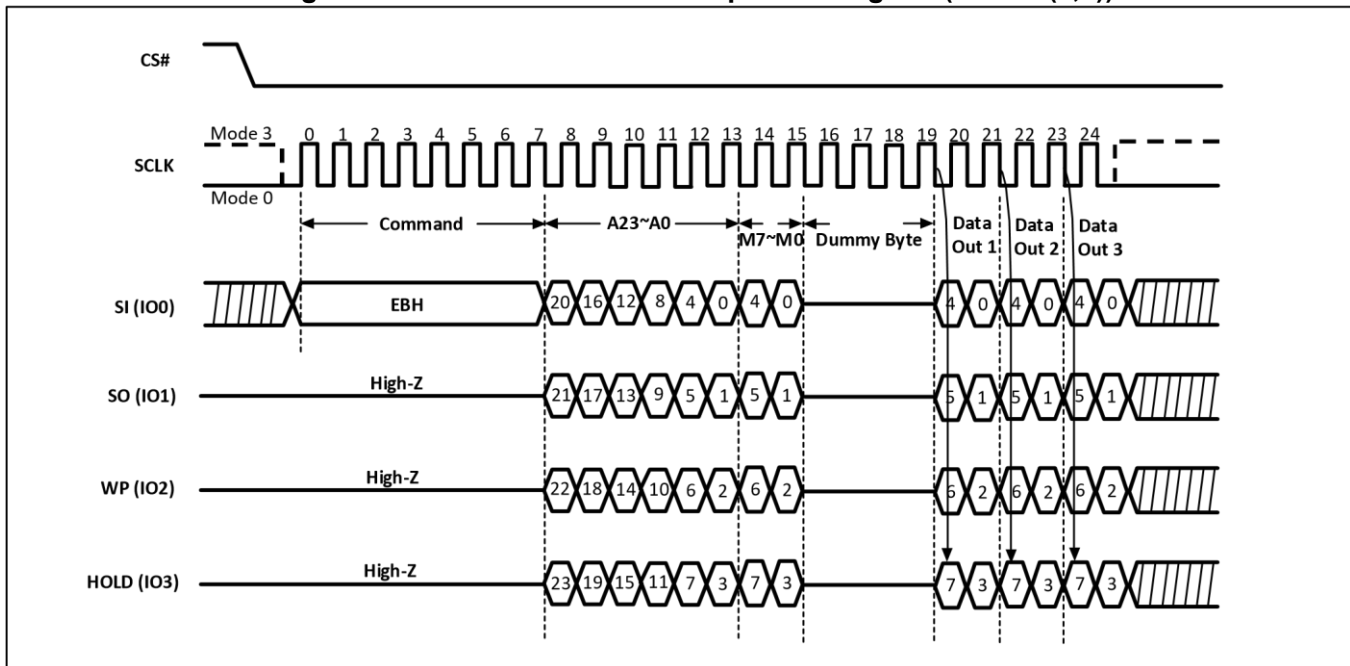 CS#
Mode 3
0 1 2 3 4 5 6 7 8 9 10 11 12 13 14 15 16 17 18 19 20 21 22 23 24
SCLK
Mode 0
Command
A23~A0
M7~M0
Dummy Byte
Data
Out 1
Data
Out 2
Data
Out 3
SI (IO0) EBH 20 16 12 8 4 0 4 0 4 0 4 0 4 0
SO (IO1) High-Z 21 17 13 9 5 1 5 1 5 1 5 1 5 1
WP (IO2) High-Z 22 18 14 10 6 2 6 2 6 2 6 2 6 2
HOLD (IO3) High-Z 23 19 15 11 7 3 7 3 7 3 7 3 7 3